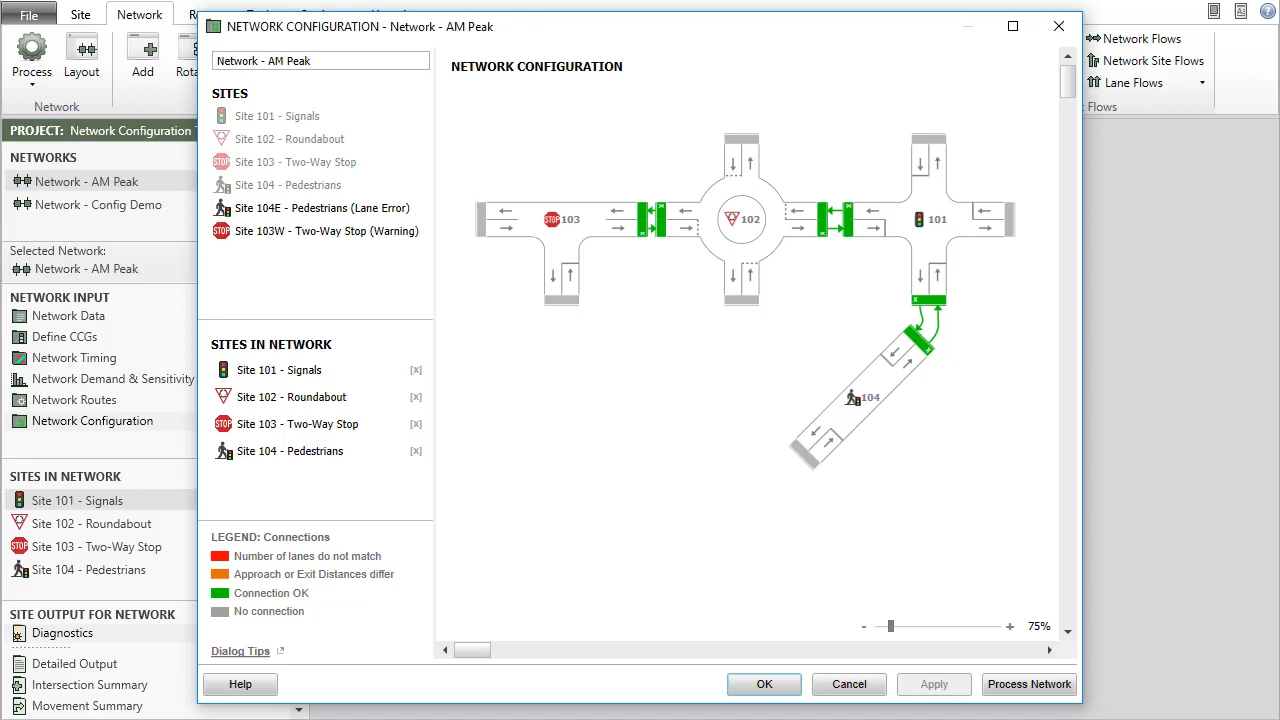 File
Site
Network
Process
Layout
Add
Network
Network Flows
Network Site Flows
Lane Flows
Flows
PROJECT: Network Configuration
NETWORKS
Network - AM Peak
Network - Config Demo
Selected Network:
Network - AM Peak
NETWORK INPUT
Network Data
Define CCGs
Network Timing
Network Demand & Sensitivity
Network Routes
Network Configuration
SITES IN NETWORK
Site 101 - Signals
Site 102 - Roundabout
STOP Site 103 - Two-Way Stop
Site 104 - Pedestrians
SITE OUTPUT FOR NETWORK
Diagnostics
Detailed Output
Intersection Summary
Movement Summary
NETWORK CONFIGURATION - Network - AM Peak
Network - AM Peak
SITES
Site 101 - Signals
Site 102 - Roundabout
STOP Site 103 - Two-Way Stop
Site 104 - Pedestrians
Site 104E - Pedestrians (Lane Error)
STOP Site 103W - Two-Way Stop (Warning)
SITES IN NETWORK
Site 101 - Signals [X]
Site 102 - Roundabout [X]
STOP Site 103 - Two-Way Stop [X]
Site 104 - Pedestrians [X]
LEGEND: Connections
Number of lanes do not match
Approach or Exit Distances differ
Connection OK
No connection
Dialog Tips
NETWORK CONFIGURATION
STOP 103
102
101
104
- + 75%
Help
OK
Cancel
Apply
Process Network